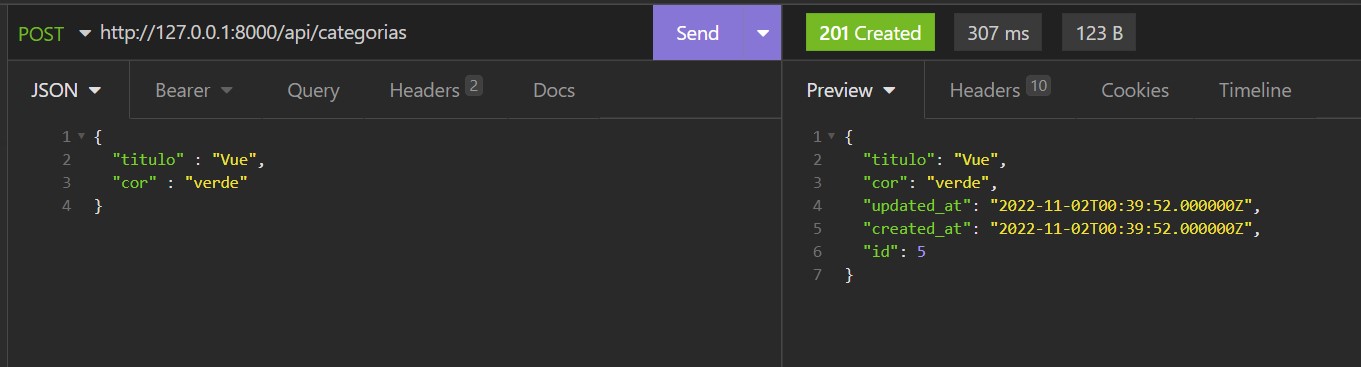 POST http://127.0.0.1:8000/api/categorias Send 201 Created 307 ms 123 B
JSON Bearer Query Headers 2 Docs Preview Headers 10 Cookies Timeline
1 {
2 "titulo" : "Vue",
3 "cor" : "verde"
4 }
1 {
2 "titulo": "Vue",
3 "cor": "verde",
4 "updated_at": "2022-11-02T00:39:52.000000Z",
5 "created_at": "2022-11-02T00:39:52.000000Z",
6 "id": 5
7 }